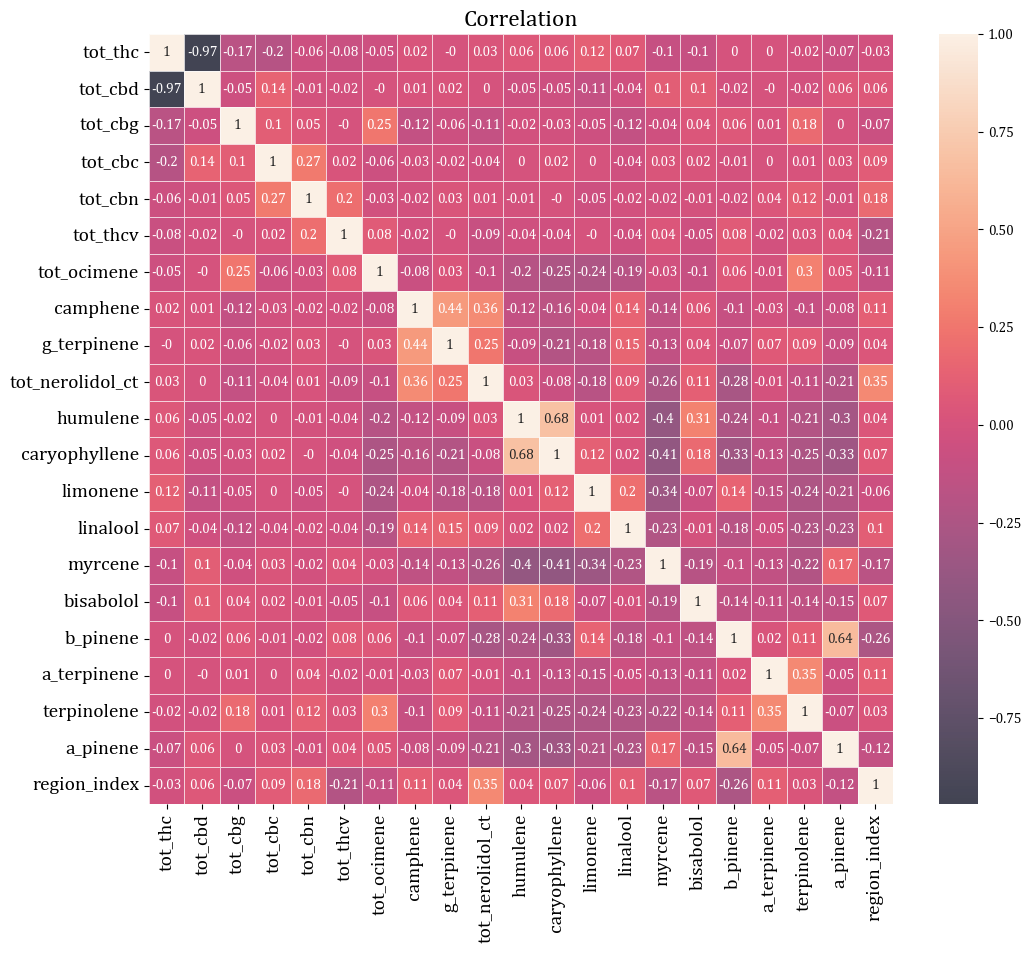 Correlation
tot_thc 1 -0.97 -0.17 -0.2 -0.06 -0.08 -0.05 0.02 -0 0.03 0.06 0.06 0.12 0.07 -0.1 -0.1 0 0 -0.02 -0.07 -0.03
tot_cbd -0.97 1 -0.05 0.14 -0.01 -0.02 -0 0.01 0.02 0 -0.05 -0.05 -0.11 -0.04 0.1 0.1 -0.02 -0 -0.02 0.06 0.06
tot_cbg -0.17 -0.05 1 0.1 0.05 -0 0.25 -0.12 -0.06 -0.11 -0.02 -0.03 -0.05 -0.12 -0.04 0.04 0.06 0.01 0.18 0 -0.07
tot_cbc -0.2 0.14 0.1 1 0.27 0.02 -0.06 -0.03 -0.02 -0.04 0 0.02 0 -0.04 0.03 0.02 -0.01 0 0.01 0.03 0.09
tot_cbn -0.06 -0.01 0.05 0.27 1 0.2 -0.03 -0.02 0.03 0.01 -0.01 -0 -0.05 -0.02 -0.02 -0.01 -0.02 0.04 0.12 -0.01 0.18
tot_thcv -0.08 -0.02 -0 0.02 0.2 1 0.08 -0.02 -0 -0.09 -0.04 -0.04 -0 -0.04 0.04 -0.05 0.08 -0.02 0.03 0.04 -0.21
tot_ocimene -0.05 -0 0.25 -0.06 -0.03 0.08 1 -0.08 0.03 -0.1 -0.2 -0.25 -0.24 -0.19 -0.03 -0.1 0.06 -0.01 0.3 0.05 -0.11
camphene 0.02 0.01 -0.12 -0.03 -0.02 -0.02 -0.08 1 0.44 0.36 -0.12 -0.16 -0.04 0.14 -0.14 0.06 -0.1 -0.03 -0.1 -0.08 0.11
g_terpinene -0 0.02 -0.06 -0.02 0.03 -0 0.03 0.44 1 0.25 -0.09 -0.21 -0.18 0.15 -0.13 0.04 -0.07 0.07 0.09 -0.09 0.04
tot_nerolidol_ct 0.03 0 -0.11 -0.04 0.01 -0.09 -0.1 0.36 0.25 1 0.03 -0.08 -0.18 0.09 -0.26 0.11 -0.28 -0.01 -0.11 -0.21 0.35
humulene 0.06 -0.05 -0.02 0 -0.01 -0.04 -0.2 -0.12 -0.09 0.03 1 0.68 0.01 0.02 -0.4 0.31 -0.24 -0.1 -0.21 -0.3 0.04
caryophyllene 0.06 -0.05 -0.03 0.02 -0 -0.04 -0.25 -0.16 -0.21 -0.08 0.68 1 0.12 0.02 -0.41 0.18 -0.33 -0.13 -0.25 -0.33 0.07
limonene 0.12 -0.11 -0.05 0 -0.05 -0 -0.24 -0.04 -0.18 -0.18 0.01 0.12 1 0.2 -0.34 -0.07 0.14 -0.15 -0.24 -0.21 -0.06
linalool 0.07 -0.04 -0.12 -0.04 -0.02 -0.04 -0.19 0.14 0.15 0.09 0.02 0.02 0.2 1 -0.23 -0.01 -0.18 -0.05 -0.23 -0.23 0.1
myrcene -0.1 0.1 -0.04 0.03 -0.02 0.04 -0.03 -0.14 -0.13 -0.26 -0.4 -0.41 -0.34 -0.23 1 -0.19 -0.1 -0.13 -0.22 0.17 -0.17
bisabolol -0.1 0.1 0.04 0.02 -0.01 -0.05 -0.1 0.06 0.04 0.11 0.31 0.18 -0.07 -0.01 -0.19 1 -0.14 -0.11 -0.14 -0.15 0.07
b_pinene 0 -0.02 0.06 -0.01 -0.02 0.08 0.06 -0.1 -0.07 -0.28 -0.24 -0.33 0.14 -0.18 -0.1 -0.14 1 0.02 0.11 0.64 -0.26
a_terpinene 0 -0 0.01 0 0.04 -0.02 -0.01 -0.03 0.07 -0.01 -0.1 -0.13 -0.15 -0.05 -0.13 -0.11 0.02 1 0.35 -0.05 0.11
terpinolene -0.02 -0.02 0.18 0.01 0.12 0.03 0.3 -0.1 0.09 -0.11 -0.21 -0.25 -0.24 -0.23 -0.22 -0.14 0.11 0.35 1 -0.07 0.03
a_pinene -0.07 0.06 0 0.03 -0.01 0.04 0.05 -0.08 -0.09 -0.21 -0.3 -0.33 -0.21 -0.23 0.17 -0.15 0.64 -0.05 -0.07 1 -0.12
region_index -0.03 0.06 -0.07 0.09 0.18 -0.21 -0.11 0.11 0.04 0.35 0.04 0.07 -0.06 0.1 -0.17 0.07 -0.26 0.11 0.03 -0.12 1
tot_thc
tot_cbd
tot_cbg
tot_cbc
tot_cbn
tot_thcv
tot_ocimene
camphene
g_terpinene
tot_nerolidol_ct
humulene
caryophyllene
limonene
linalool
myrcene
bisabolol
b_pinene
a_terpinene
terpinolene
a_pinene
region_index
1.00
0.75
0.50
0.25
0.00
−0.25
−0.50
−0.75